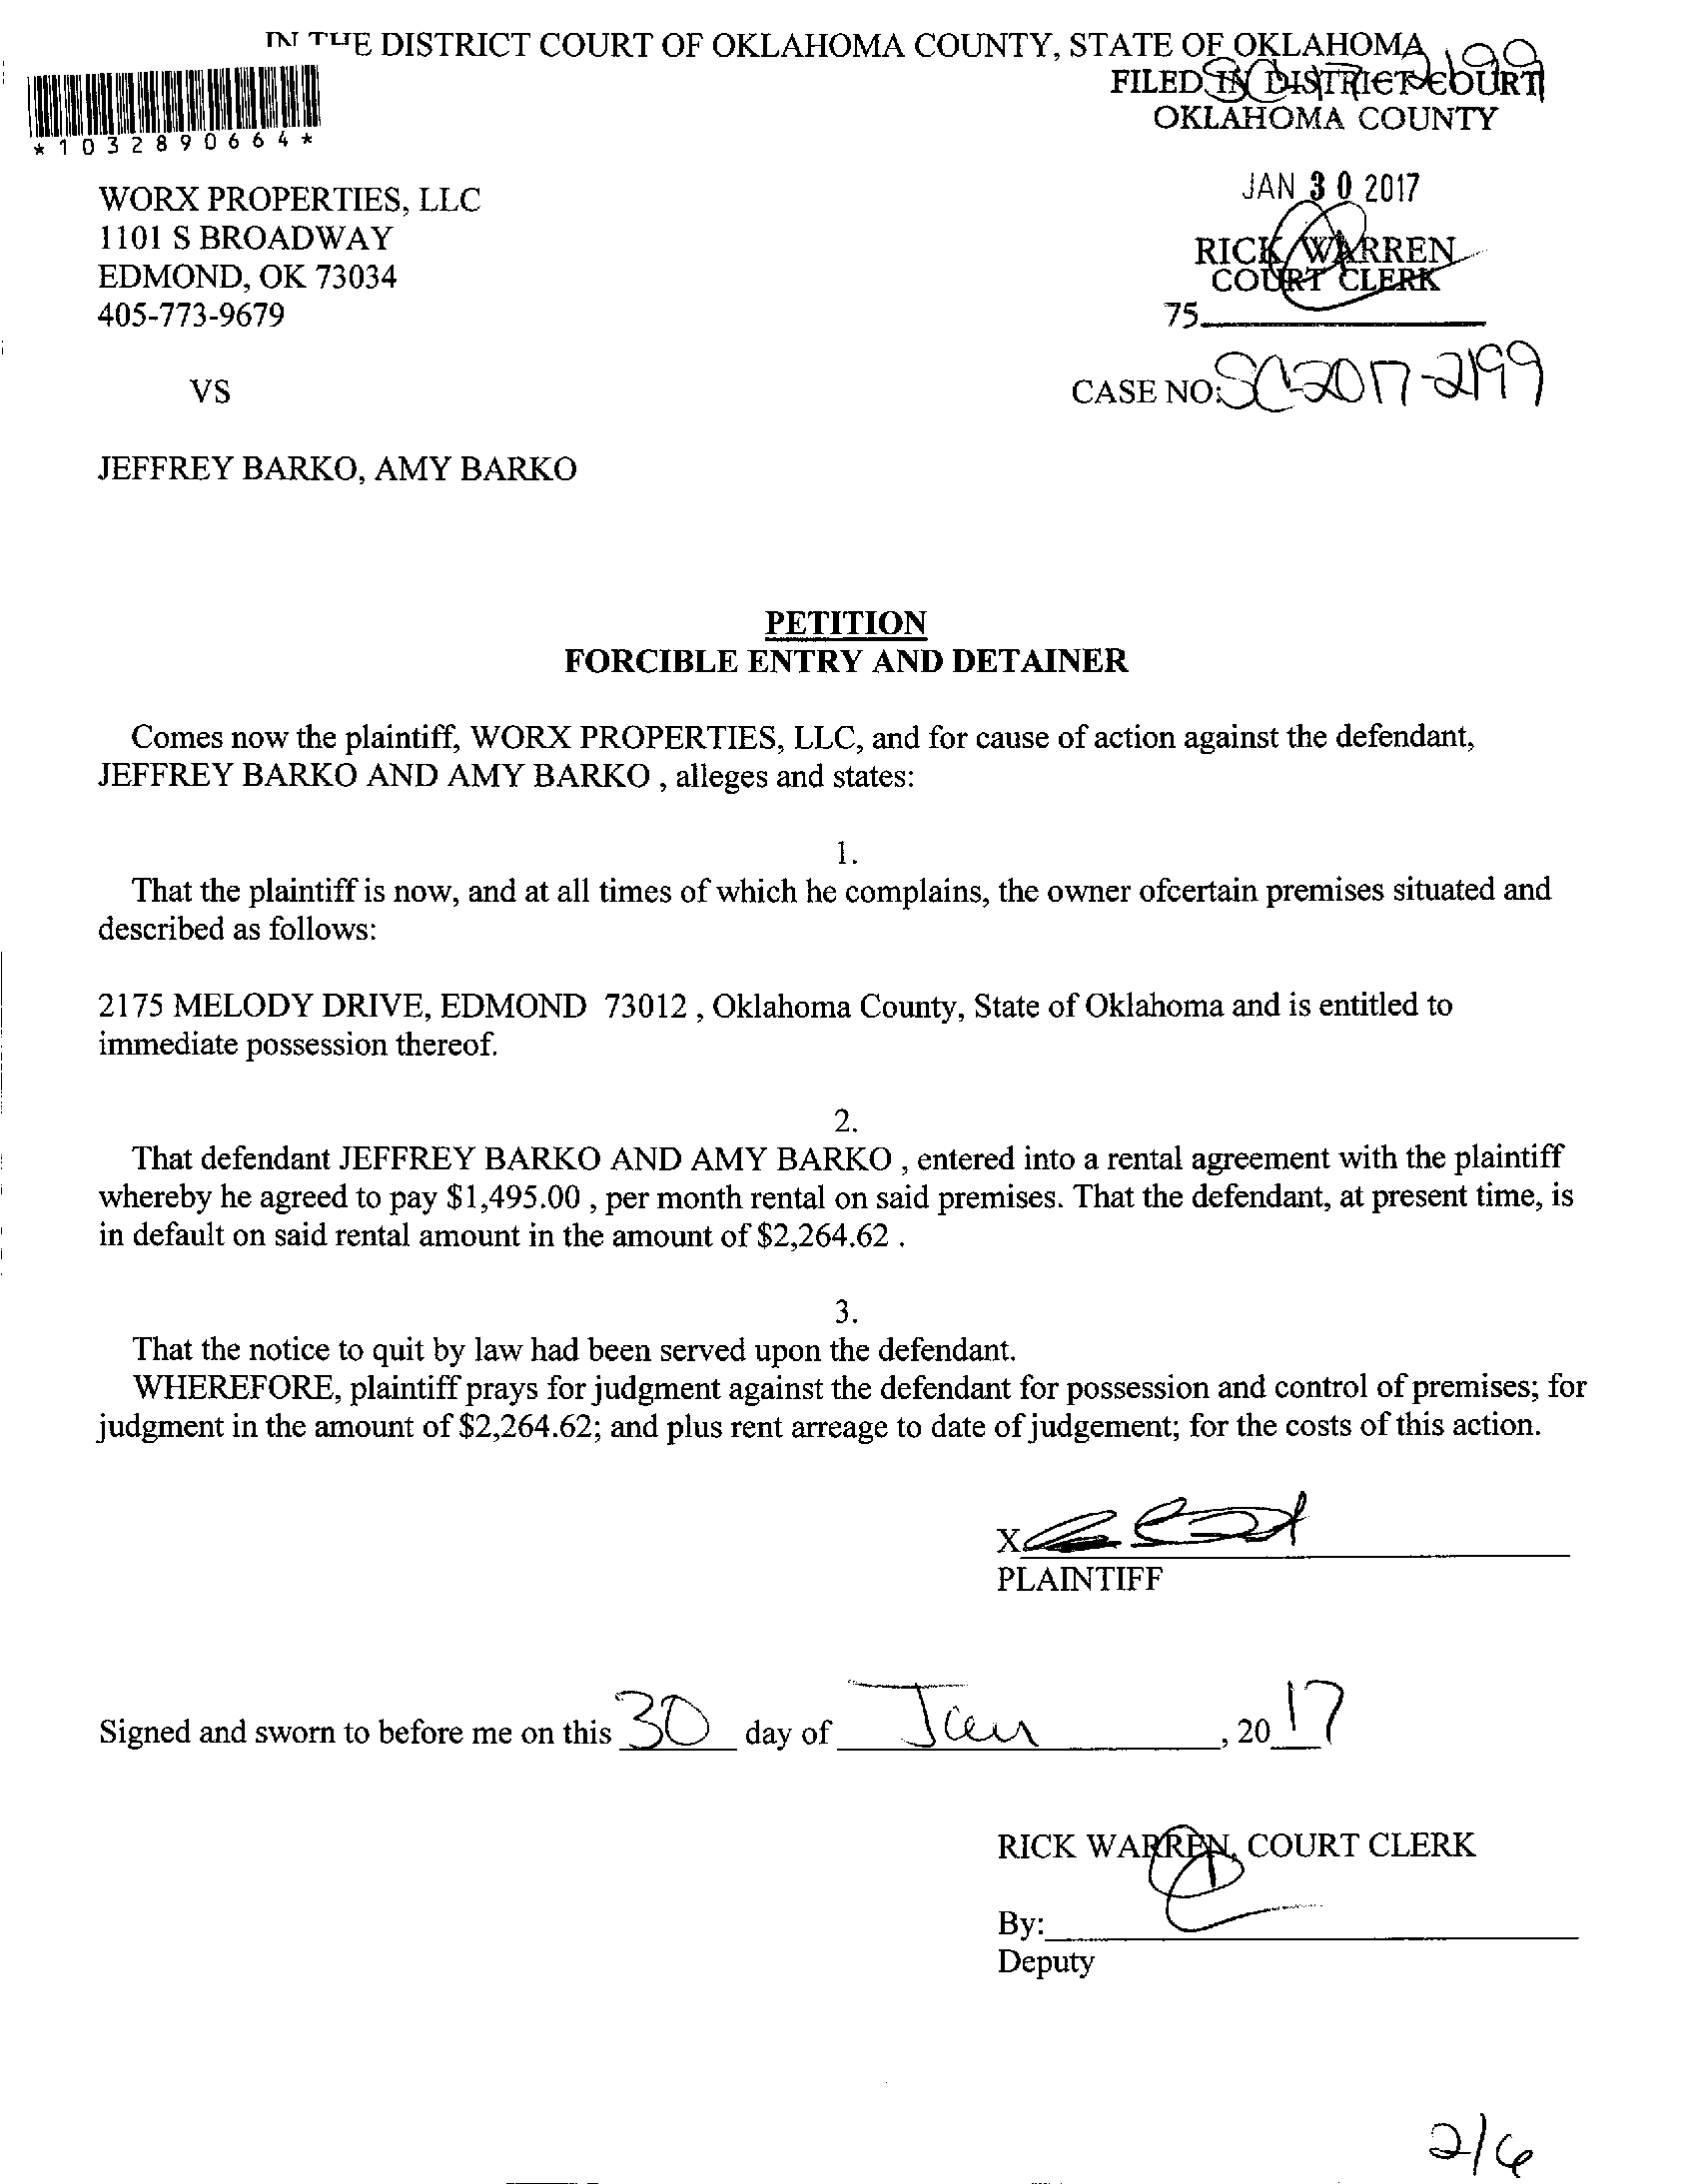 IN THE DISTRICT COURT OF OKLAHOMA COUNTY, STATE OF OKLAHOMA
FILED IN DISTRICT COURT
OKLAHOMA COUNTY
*1032890664*
JAN 30 2017
WORX PROPERTIES, LLC
1101 S BROADWAY
EDMOND, OK 73034
405-773-9679
RICK WARREN
COURT CLERK
75
VS
CASE NO: SC-2017-2199
JEFFREY BARKO, AMY BARKO
PETITION
FORCIBLE ENTRY AND DETAINER
Comes now the plaintiff, WORX PROPERTIES, LLC, and for cause of action against the defendant,
JEFFREY BARKO AND AMY BARKO , alleges and states:
1.
That the plaintiff is now, and at all times of which he complains, the owner ofcertain premises situated and
described as follows:
2175 MELODY DRIVE, EDMOND 73012 , Oklahoma County, State of Oklahoma and is entitled to
immediate possession thereof.
2.
That defendant JEFFREY BARKO AND AMY BARKO , entered into a rental agreement with the plaintiff
whereby he agreed to pay $1,495.00 , per month rental on said premises. That the defendant, at present time, is
in default on said rental amount in the amount of $2,264.62 .
3.
That the notice to quit by law had been served upon the defendant.
WHEREFORE, plaintiff prays for judgment against the defendant for possession and control of premises; for
judgment in the amount of $2,264.62; and plus rent arreage to date of judgement; for the costs of this action.
X
PLAINTIFF
Signed and sworn to before me on this 30 day of Jan , 20 17
RICK WARREN, COURT CLERK
By:
Deputy
2/6